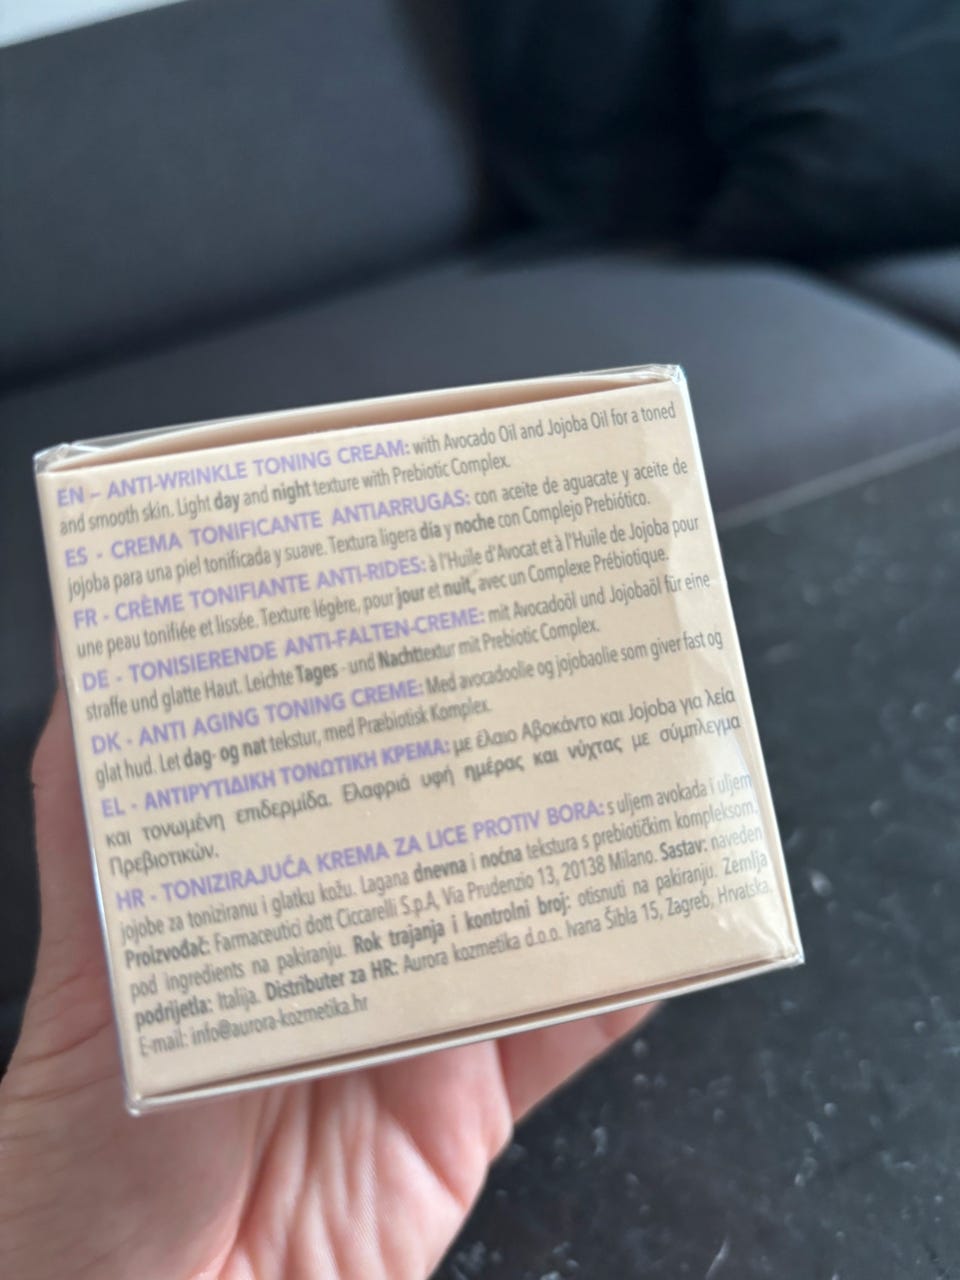 EN – ANTI-WRINKLE TONING CREAM: with Avocado Oil and Jojoba Oil for a toned
and smooth skin. Light day and night texture with Prebiotic Complex.
ES - CREMA TONIFICANTE ANTIARRUGAS: con aceite de aguacate y aceite de
jojoba para una piel tonificada y suave. Textura ligera día y noche con Complejo Prebiótico.
FR - CRÈME TONIFIANTE ANTI-RIDES: à l'Huile d'Avocat et à l'Huile de Jojoba pour
une peau tonifiée et lissée. Texture légère, pour jour et nuit, avec un Complexe Prébiotique.
DE - TONISIERENDE ANTI-FALTEN-CREME: mit Avocadoöl und Jojobaöl für eine
straffe und glatte Haut. Leichte Tages - und Nachttextur mit Prebiotic Complex.
DK - ANTI AGING TONING CREME: Med avocadoolie og jojobaolie som giver fast og
glat hud. Let dag- og nat tekstur, med Præbiotisk Komplex.
EL - ΑΝΤΙΡΥΤΙΔΙΚΗ ΤΟΝΩΤΙΚΗ ΚΡΕΜΑ: με έλαιο Αβοκάντο και Jojoba για λεία
και τονωμένη επιδερμίδα. Ελαφριά υφή ημέρας και νύχτας με σύμπλεγμα
Πρεβιοτικών.
HR - TONIZIRAJUĆA KREMA ZA LICE PROTIV BORA: s uljem avokada i uljem
jojobe za toniziranu i glatku kožu. Lagana dnevna i noćna tekstura s prebiotičkim kompleksom.
Proizvođač: Farmaceutici dott Ciccarelli S.p.A, Via Prudenzio 13, 20138 Milano. Sastav: naveden
pod ingredients na pakiranju. Rok trajanja i kontrolni broj: otisnuti na pakiranju. Zemlja
podrijetla: Italija. Distributer za HR: Aurora kozmetika d.o.o. Ivana Šibla 15, Zagreb, Hrvatska.
E-mail: info@aurora-kozmetika.hr